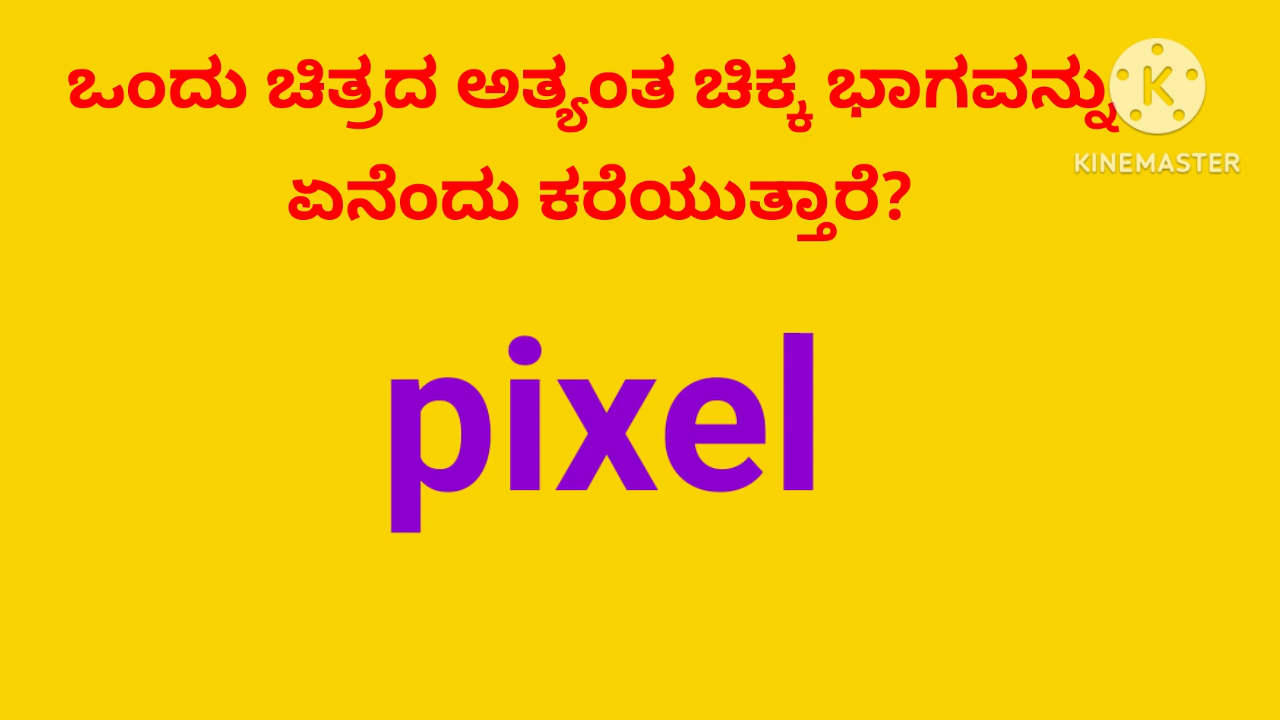 ಒಂದು ಚಿತ್ರದ ಅತ್ಯಂತ ಚಿಕ್ಕ ಭಾಗವನ್ನು
ಏನೆಂದು ಕರೆಯುತ್ತಾರೆ?
pixel
K
KINEMASTER